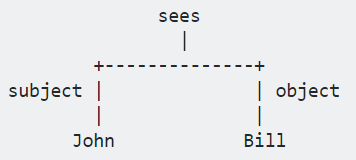 sees
|
+--------------+
subject | | object
| |
John Bill